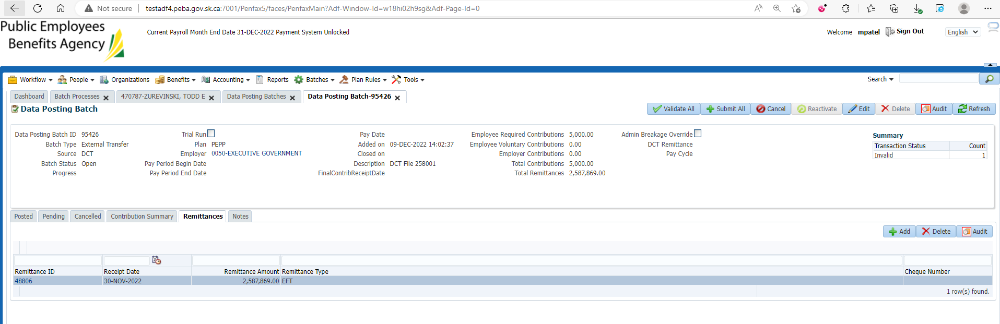 Not secure testadf4.peba.gov.sk.ca:7001/Penfax5/faces/PenfaxMain?Adf-Window-Id=w18hi02h9sg&Adf-Page-Id=0
Public Employees
Benefits Agency
Current Payroll Month End Date 31-DEC-2022 Payment System Unlocked
Welcome mpatel Sign Out English
Workflow People Organizations Benefits Accounting Reports Batches Plan Rules Tools Search
Dashboard Batch Processes 470787-ZUREVINSKI, TODD E Data Posting Batches Data Posting Batch-95426
Data Posting Batch Validate All Submit All Cancel Reactivate Edit Delete Audit Refresh
Data Posting Batch ID 95426 Trial Run Pay Date Employee Required Contributions 5,000.00 Admin Breakage Override Summary
Batch Type External Transfer Plan PEPP Added on 09-DEC-2022 14:02:37 Employee Voluntary Contributions 0.00 DCT Remittance Transaction Status Count
Source DCT Employer 0050-EXECUTIVE GOVERNMENT Closed on Employer Contributions 0.00 Pay Cycle Invalid 1
Batch Status Open Pay Period Begin Date Description DCT File 258001 Total Contributions 5,000.00
Progress Pay Period End Date FinalContribReceiptDate Total Remittances 2,587,869.00
Posted Pending Cancelled Contribution Summary Remittances Notes
Add Delete Audit
Remittance ID Receipt Date Remittance Amount Remittance Type Cheque Number
48806 30-NOV-2022 2,587,869.00 EFT
1 row(s) found.